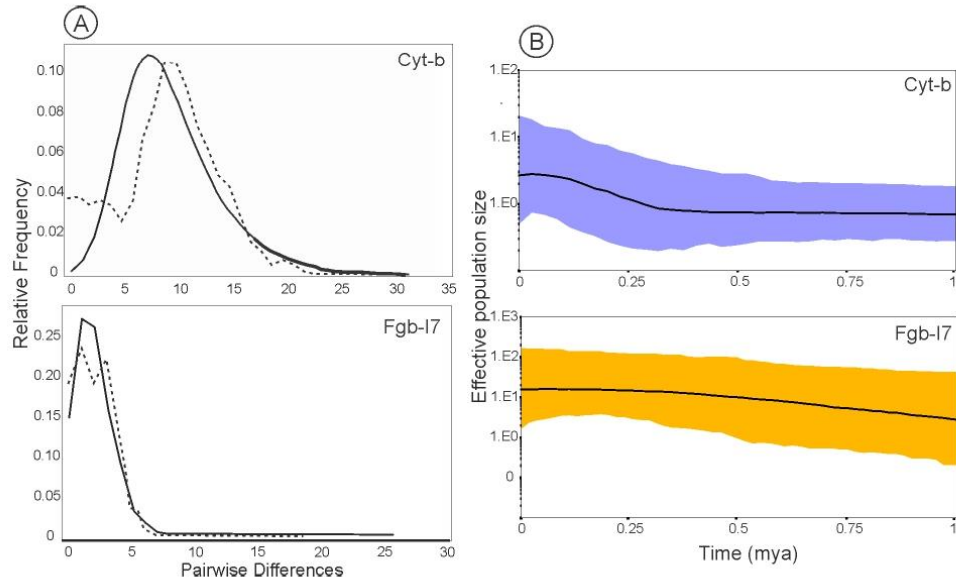 A
Cyt-b
0.10
0.08
0.06
0.04
0.02
0
0 5 10 15 20 25 30 35
Relative Frequency
Fgb-I7
0.25
0.20
0.15
0.10
0.05
0
0 5 10 15 20 25 30
Pairwise Differences
B
Cyt-b
1.E2
1.E1
1.E0
0 0.25 0.5 0.75 1
Effective population size
Fgb-I7
1.E3
1.E2
1.E1
1.E0
0
0 0.25 0.5 0.75 1
Time (mya)